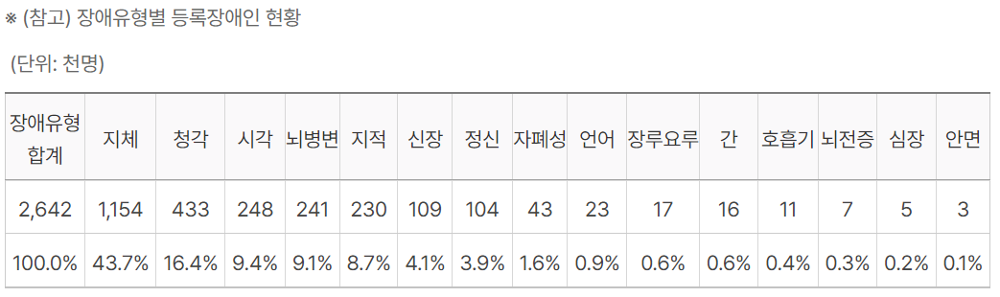 ※ (참고) 장애유형별 등록장애인 현황
(단위: 천명)
장애유형 합계 지체 청각 시각 뇌병변 지적 신장 정신 자폐성 언어 장루요루 간 호흡기 뇌전증 심장 안면
2,642 1,154 433 248 241 230 109 104 43 23 17 16 11 7 5 3
100.0% 43.7% 16.4% 9.4% 9.1% 8.7% 4.1% 3.9% 1.6% 0.9% 0.6% 0.6% 0.4% 0.3% 0.2% 0.1%